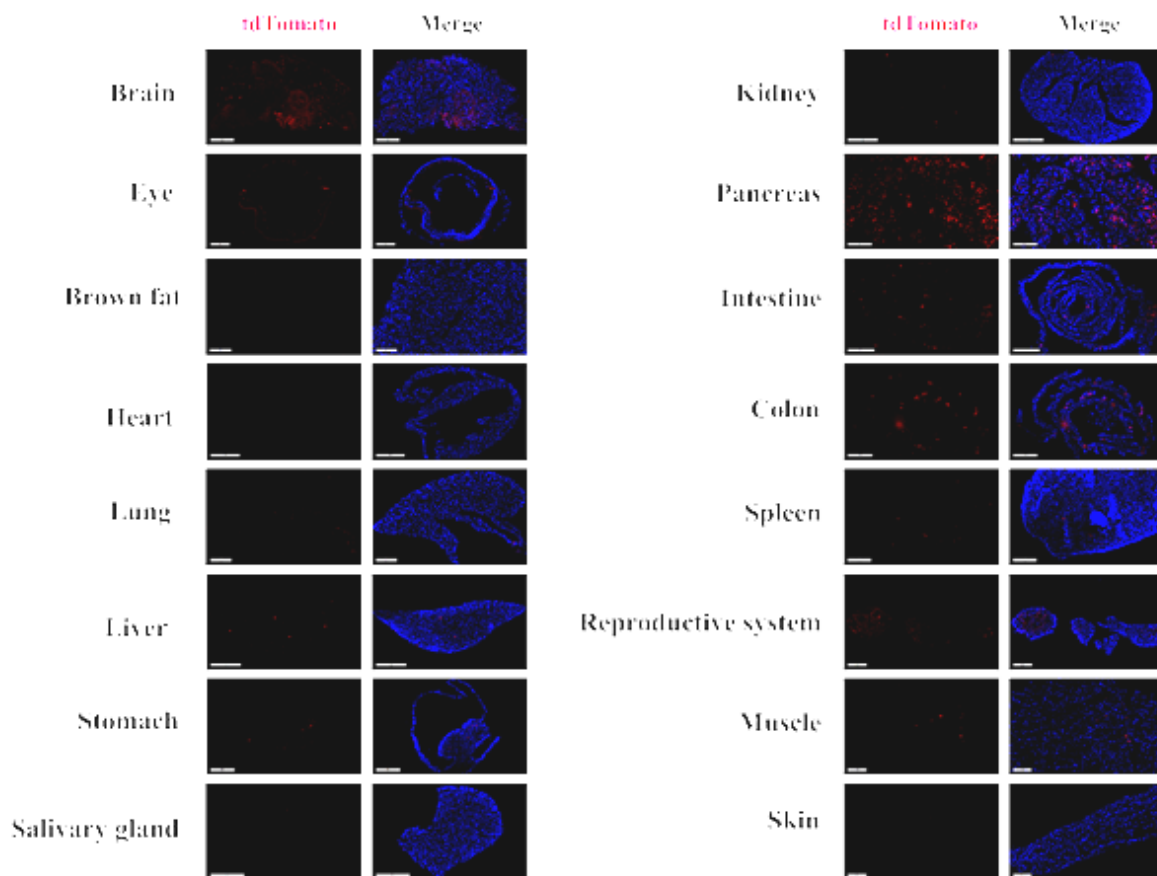 tdTomato Merge
Brain
Eye
Brown fat
Heart
Lung
Liver
Stomach
Salivary gland
tdTomato Merge
Kidney
Pancreas
Intestine
Colon
Spleen
Reproductive system
Muscle
Skin